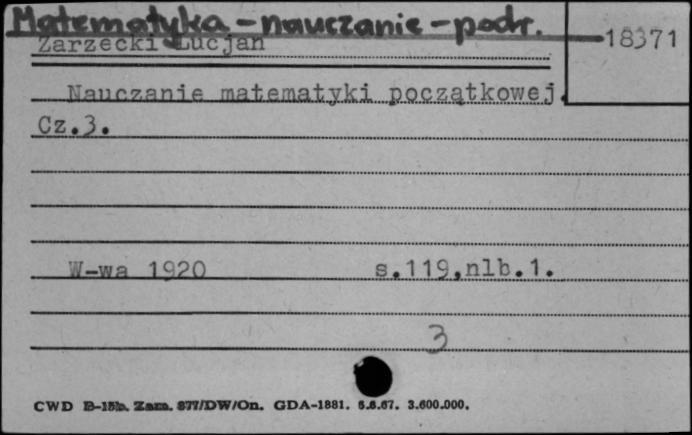 Matematyka - nauczanie - podr.
18371
Zarzecki Lucjan
Nauczanie matematyki początkowej.
Cz.3.
W-wa 1920 s.119,nlb.1.
3
CWD B-15b. Zam. 877/DW/On. GDA-1881. 6.6.67. 3.600.000.